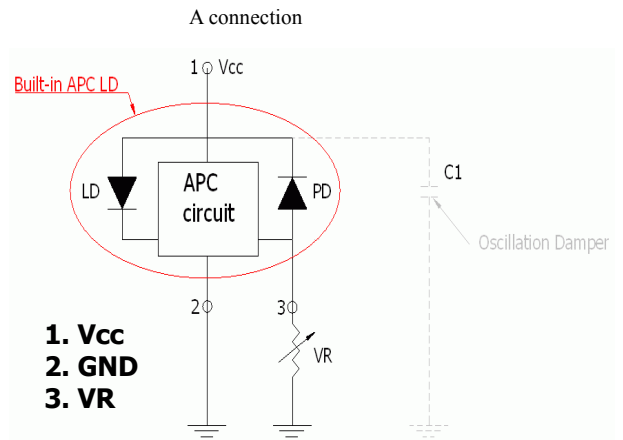 A connection
1 Vcc
Built-in APC LD
LD
APC
circuit
PD
C1
Oscillation Damper
2
3
VR
1. Vcc
2. GND
3. VR